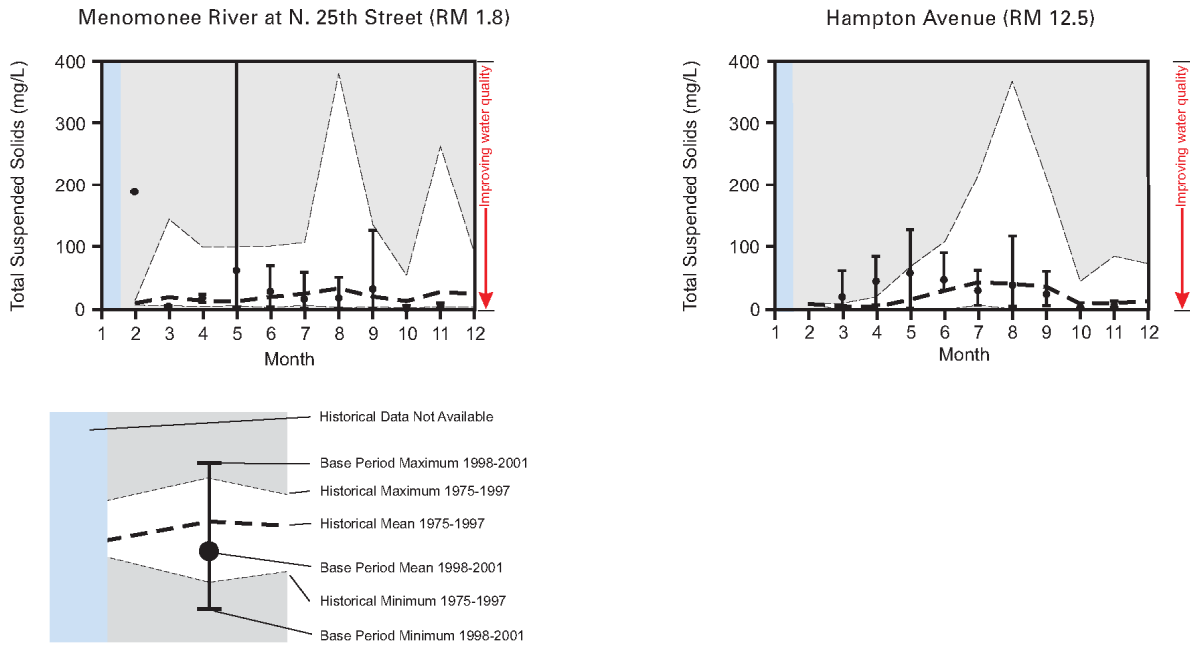 Menomonee River at N. 25th Street (RM 1.8)
Hampton Avenue (RM 12.5)
Total Suspended Solids (mg/L)
400
300
200
100
0
1 2 3 4 5 6 7 8 9 10 11 12
Month
Improving water quality
Total Suspended Solids (mg/L)
400
300
200
100
0
1 2 3 4 5 6 7 8 9 10 11 12
Month
Improving water quality
Historical Data Not Available
Base Period Maximum 1998-2001
Historical Maximum 1975-1997
Historical Mean 1975-1997
Base Period Mean 1998-2001
Historical Minimum 1975-1997
Base Period Minimum 1998-2001